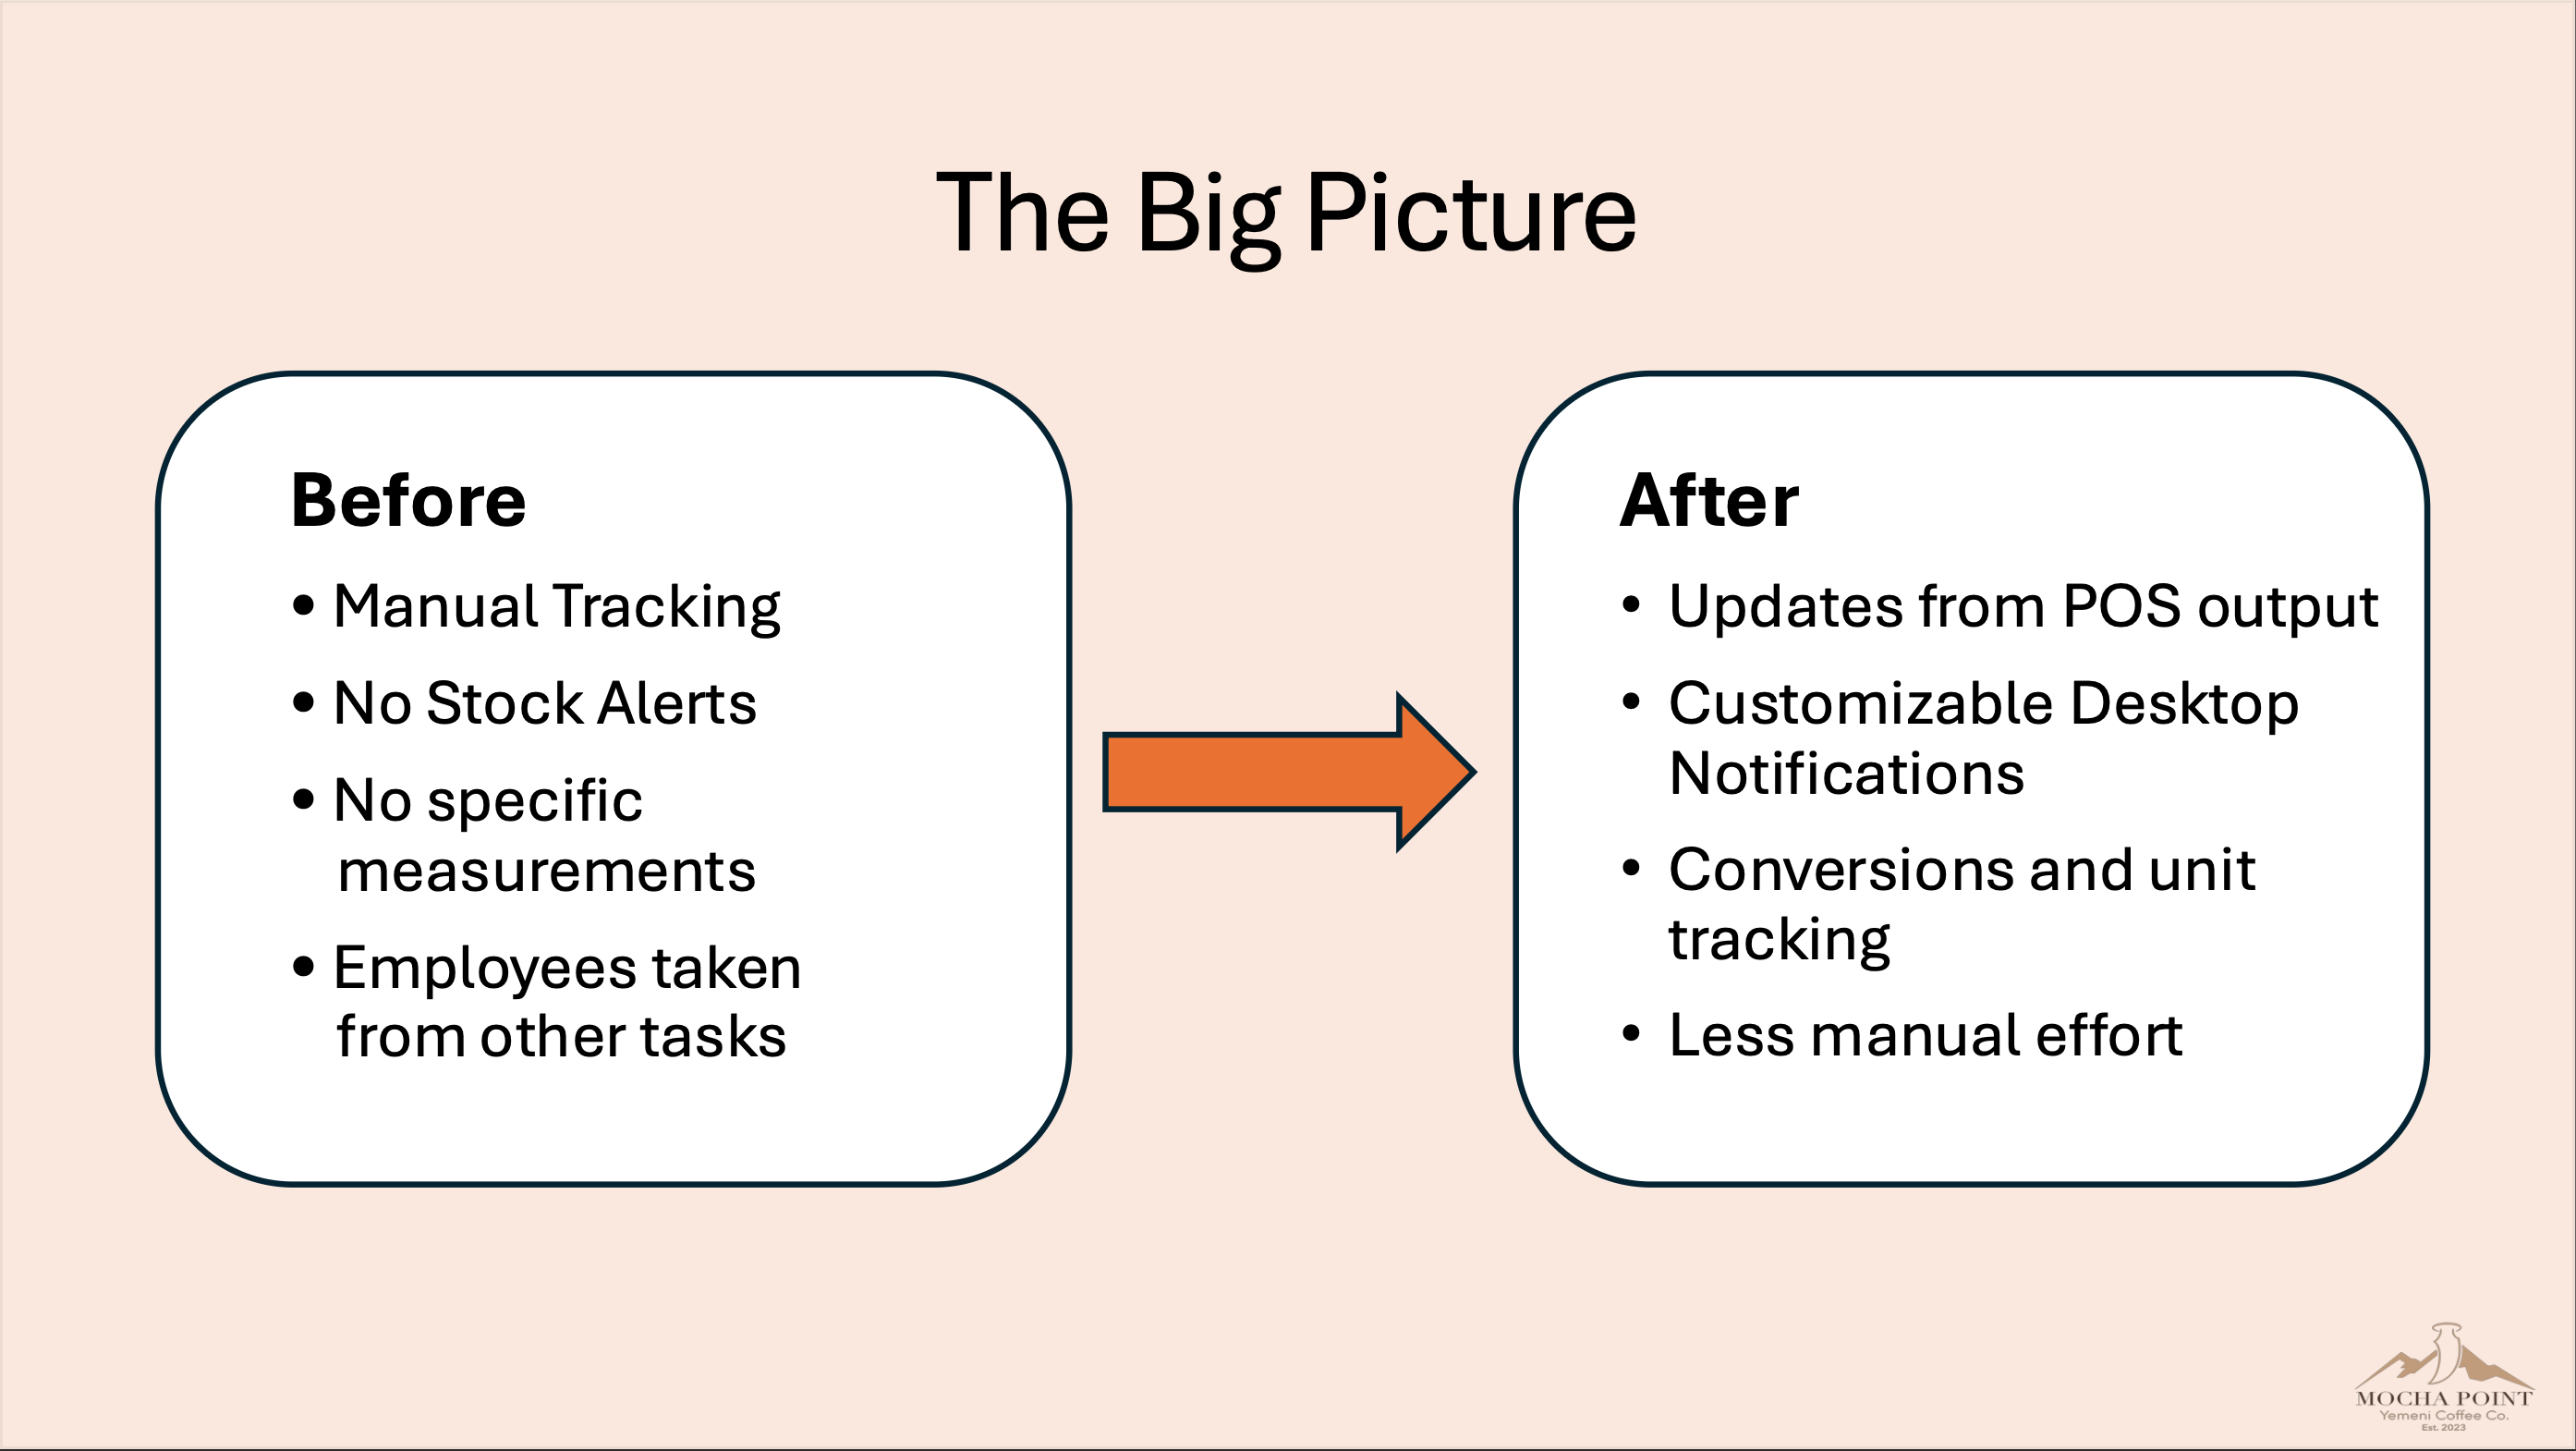 The Big Picture
Before
• Manual Tracking
• No Stock Alerts
• No specific
measurements
• Employees taken
from other tasks
After
• Updates from POS output
• Customizable Desktop
Notifications
• Conversions and unit
tracking
• Less manual effort
MOCHA POINT
Yemeni Coffee Co.
Est. 2023